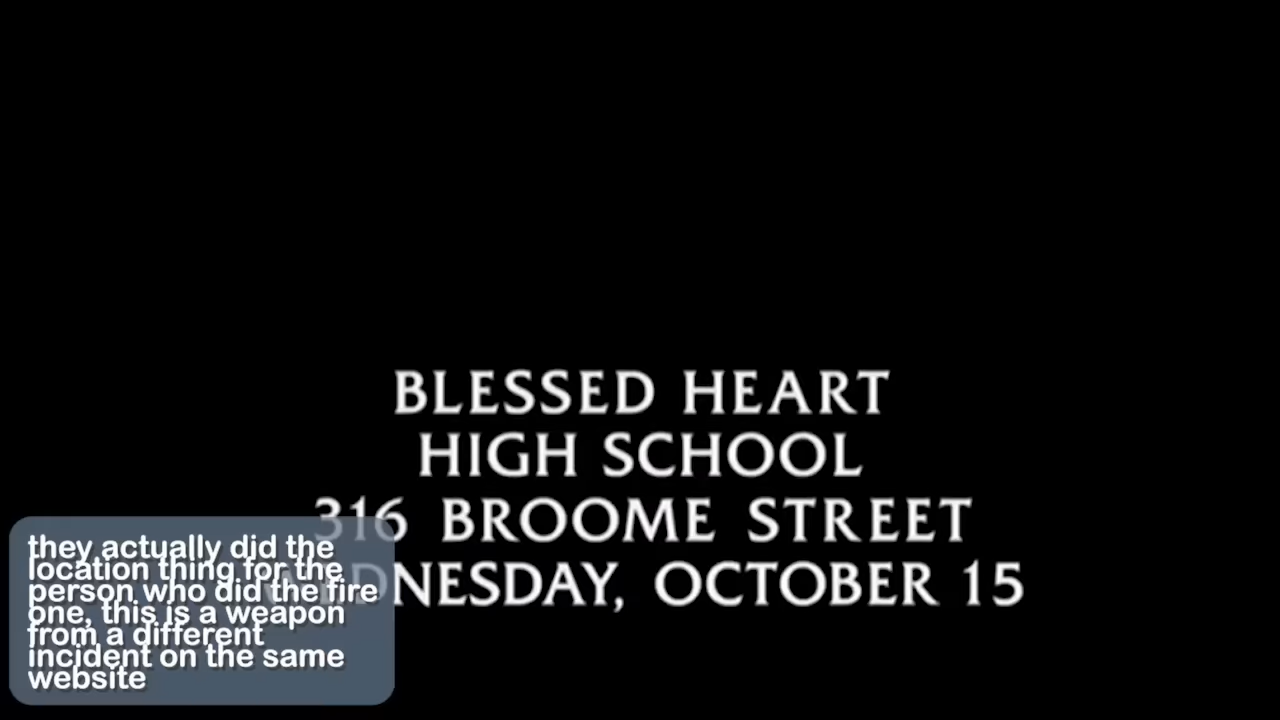 BLESSED HEART
HIGH SCHOOL
316 BROOME STREET
WEDNESDAY, OCTOBER 15
they actually did the
location thing for the
person who did the fire
one, this is a weapon
from a different
incident on the same
website